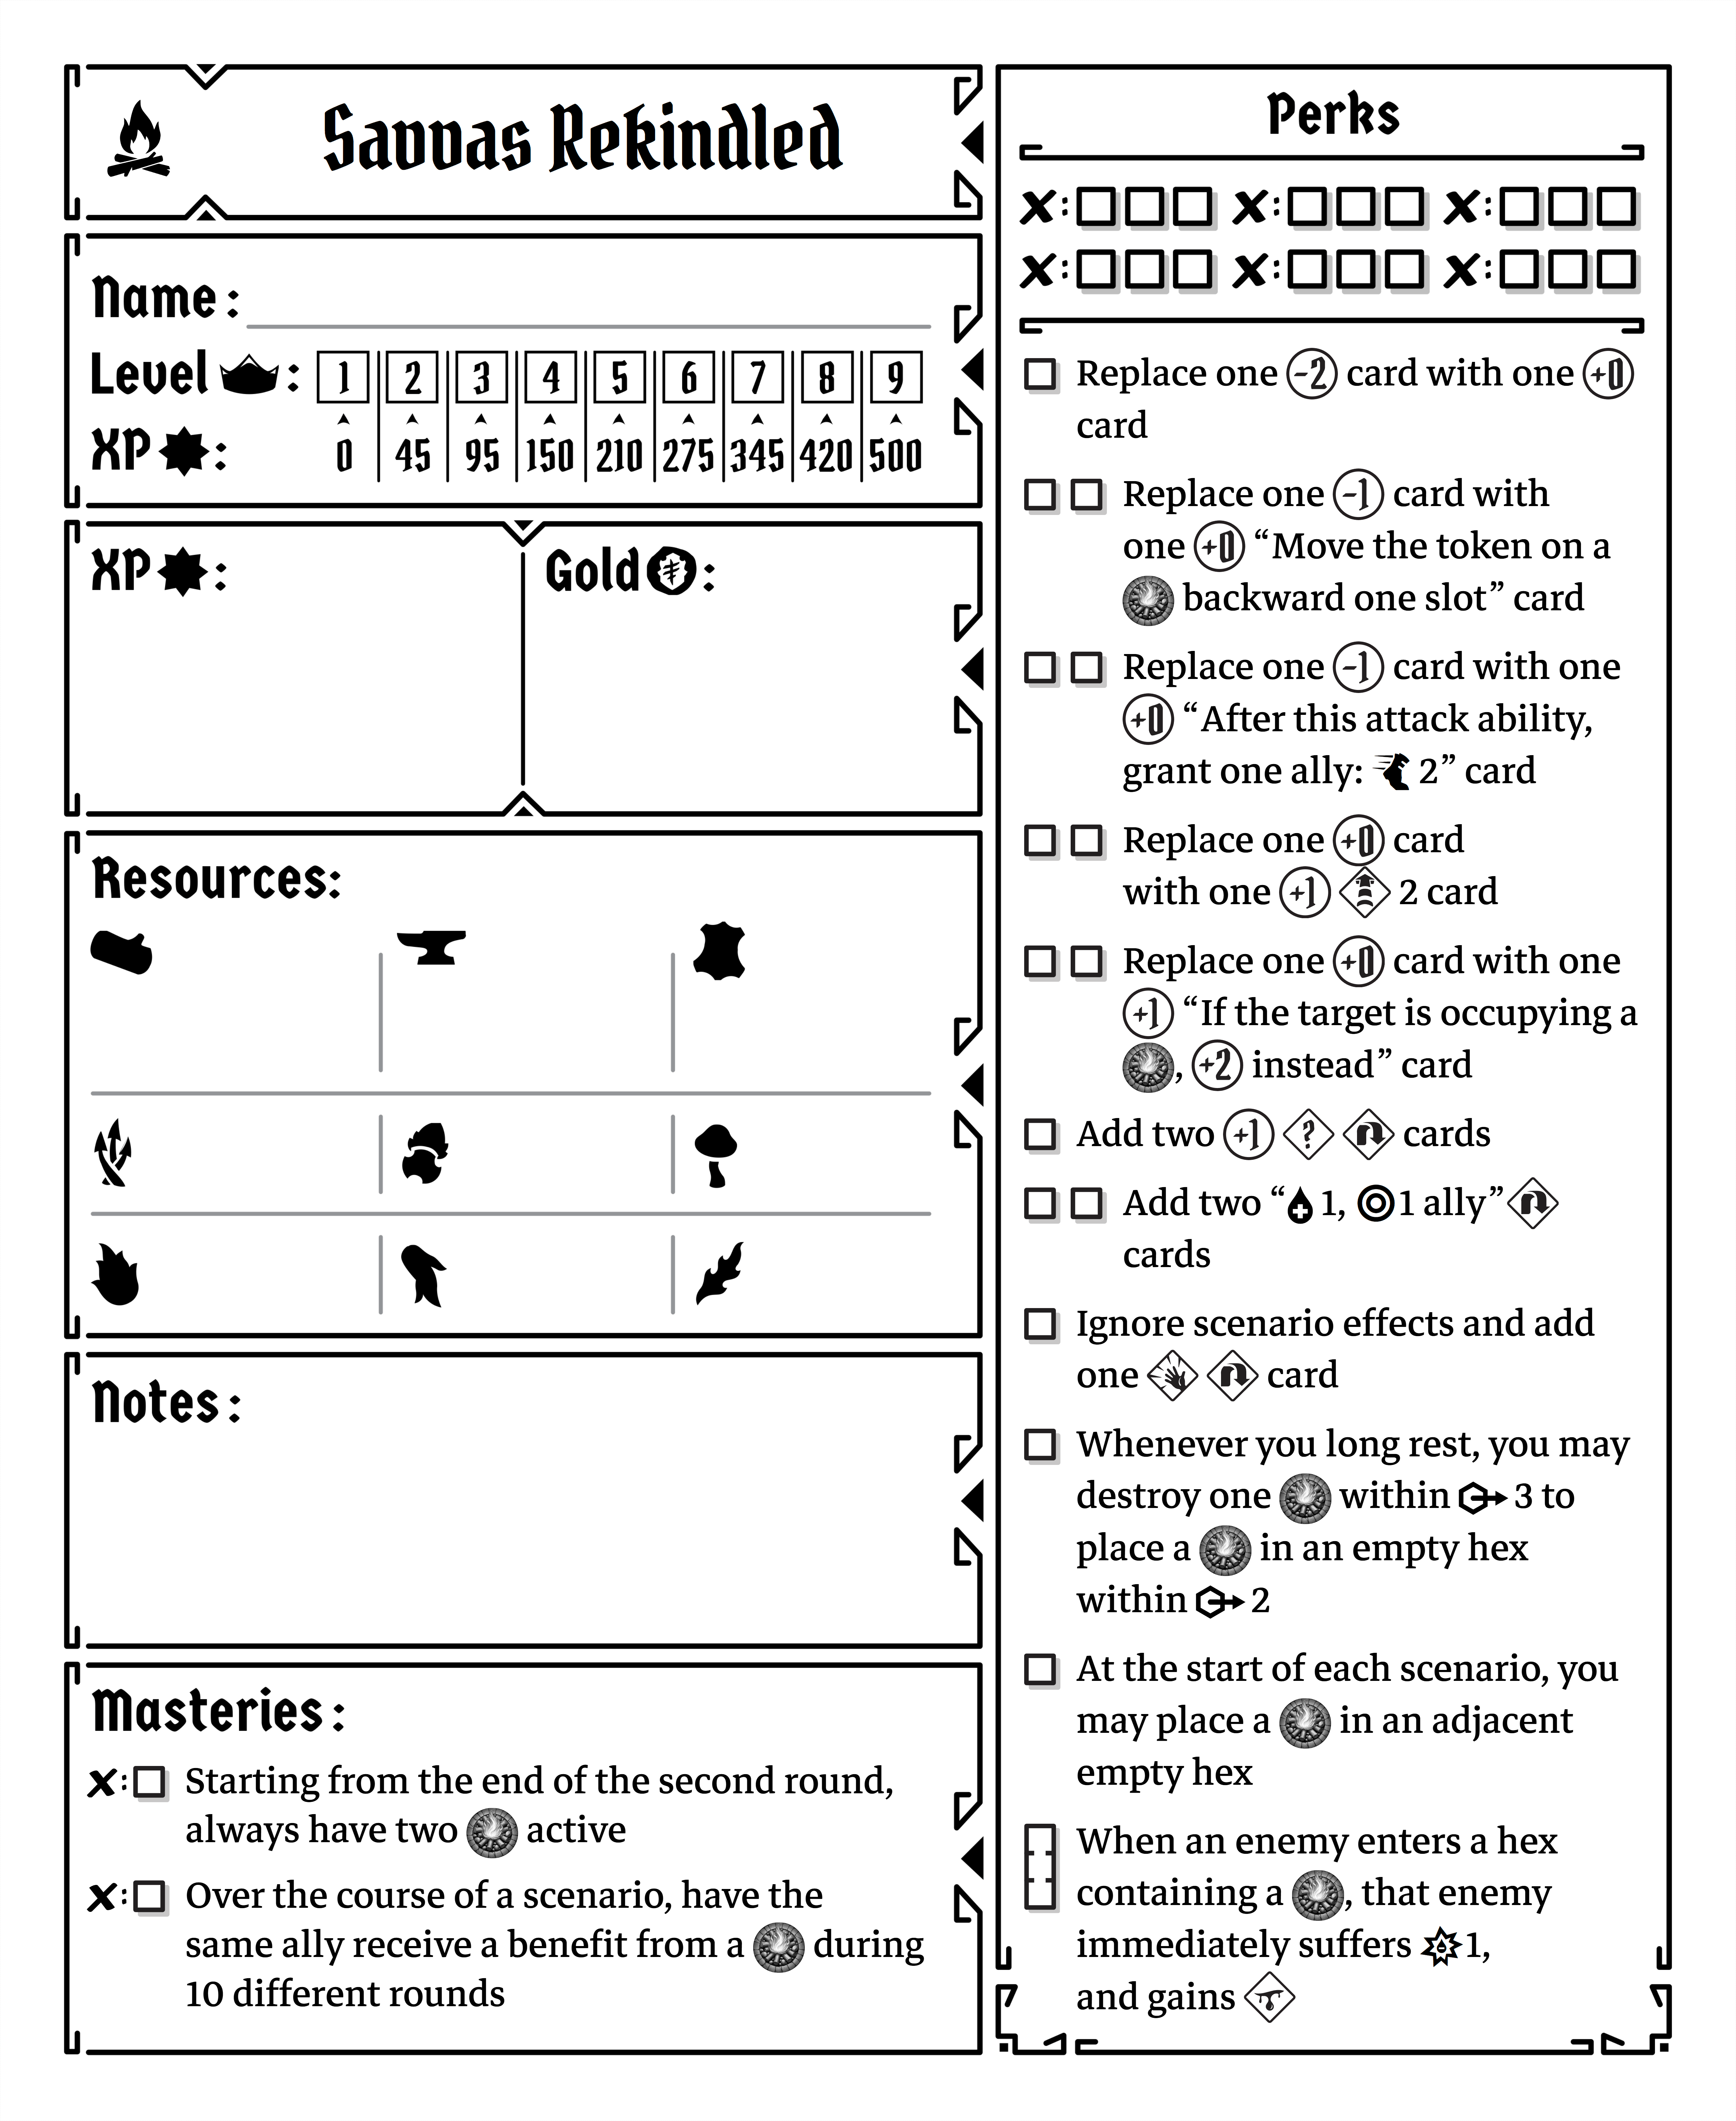 Savvas Rekindled
Name:
Level :
1 2 3 4 5 6 7 8 9
XP :
0 45 95 150 210 275 345 420 500
XP :
Gold :
Resources:
Notes:
Masteries:
x: Starting from the end of the second round,
always have two active
x: Over the course of a scenario, have the
same ally receive a benefit from a during
10 different rounds
Perks
x: x: x:
x: x: x:
Replace one -2 card with one +0
card
Replace one -1 card with
one +0 “Move the token on a
backward one slot” card
Replace one -1 card with one
+0 “After this attack ability,
grant one ally: 2” card
Replace one +0 card
with one +1 2 card
Replace one +0 card with one
+1 “If the target is occupying a
, +2 instead” card
Add two +1 ? cards
Add two “ 1, 1 ally”
cards
Ignore scenario effects and add
one card
Whenever you long rest, you may
destroy one within 3 to
place a in an empty hex
within 2
At the start of each scenario, you
may place a in an adjacent
empty hex
When an enemy enters a hex
containing a , that enemy
immediately suffers 1,
and gains